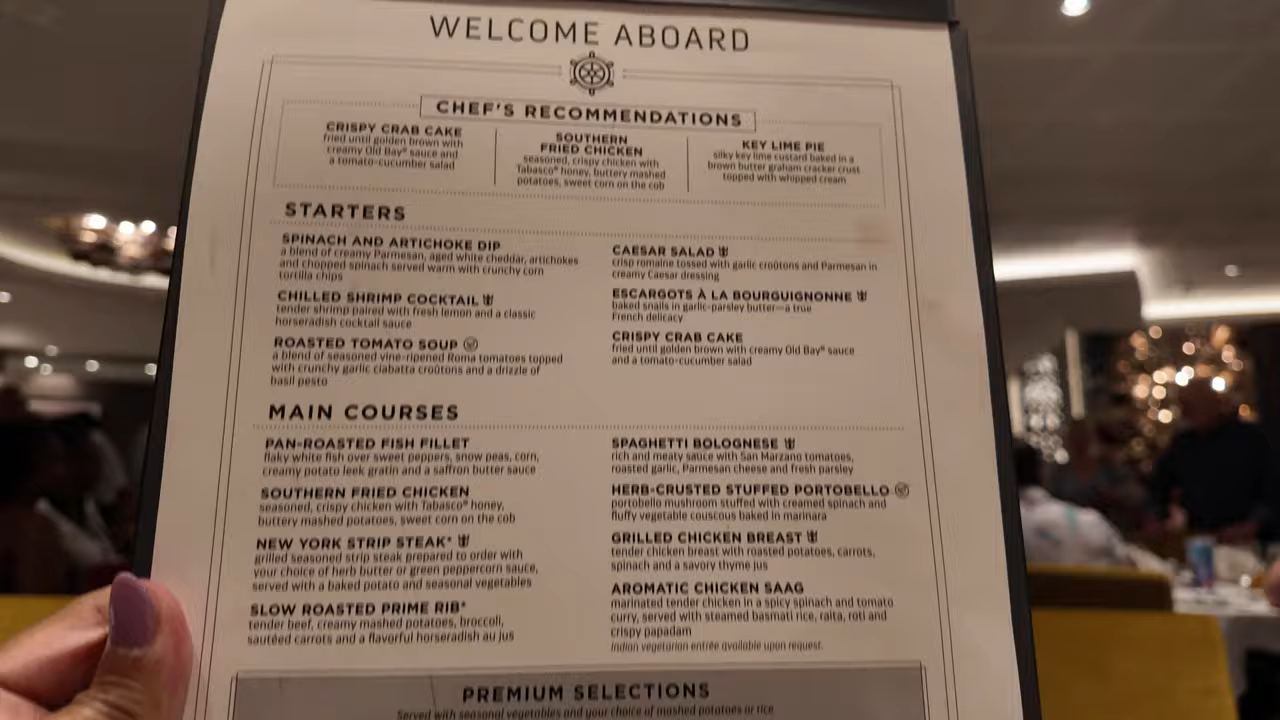 WELCOME ABOARD
CHEF'S RECOMMENDATIONS
CRISPY CRAB CAKE
fried until golden brown with
creamy Old Bay® sauce and
a tomato-cucumber salad
SOUTHERN
FRIED CHICKEN
seasoned, crispy chicken with
Tabasco® honey, buttery mashed
potatoes, sweet corn on the cob
KEY LIME PIE
silky key lime custard baked in a
brown butter graham cracker crust
topped with whipped cream
STARTERS
SPINACH AND ARTICHOKE DIP
a blend of creamy Parmesan, aged white cheddar, artichokes
and chopped spinach served warm with crunchy corn
tortilla chips
CHILLED SHRIMP COCKTAIL
tender shrimp paired with fresh lemon and a classic
horseradish cocktail sauce
ROASTED TOMATO SOUP
a blend of seasoned vine-ripened Roma tomatoes topped
with crunchy garlic ciabatta croûtons and a drizzle of
basil pesto
CAESAR SALAD
crisp romaine tossed with garlic croûtons and Parmesan in
creamy Caesar dressing
ESCARGOTS À LA BOURGUIGNONNE
baked snails in garlic-parsley butter—a true
French delicacy
CRISPY CRAB CAKE
fried until golden brown with creamy Old Bay® sauce
and a tomato-cucumber salad
MAIN COURSES
PAN-ROASTED FISH FILLET
flaky white fish over sweet peppers, snow peas, corn,
creamy potato leek gratin and a saffron butter sauce
SOUTHERN FRIED CHICKEN
seasoned, crispy chicken with Tabasco® honey,
buttery mashed potatoes, sweet corn on the cob
NEW YORK STRIP STEAK*
grilled seasoned strip steak prepared to order with
your choice of herb butter or green peppercorn sauce,
served with a baked potato and seasonal vegetables
SLOW ROASTED PRIME RIB*
tender beef, creamy mashed potatoes, broccoli,
sautéed carrots and a flavorful horseradish au jus
SPAGHETTI BOLOGNESE
rich and meaty sauce with San Marzano tomatoes,
roasted garlic, Parmesan cheese and fresh parsley
HERB-CRUSTED STUFFED PORTOBELLO
portobello mushroom stuffed with creamed spinach and
fluffy vegetable couscous baked in marinara
GRILLED CHICKEN BREAST
tender chicken breast with roasted potatoes, carrots,
spinach and a savory thyme jus
AROMATIC CHICKEN SAAG
marinated tender chicken in a spicy spinach and tomato
curry, served with steamed basmati rice, raita, roti and
crispy papadam
Indian vegetarian entrée available upon request.
PREMIUM SELECTIONS
Served with seasonal vegetables and your choice of mashed potatoes or rice